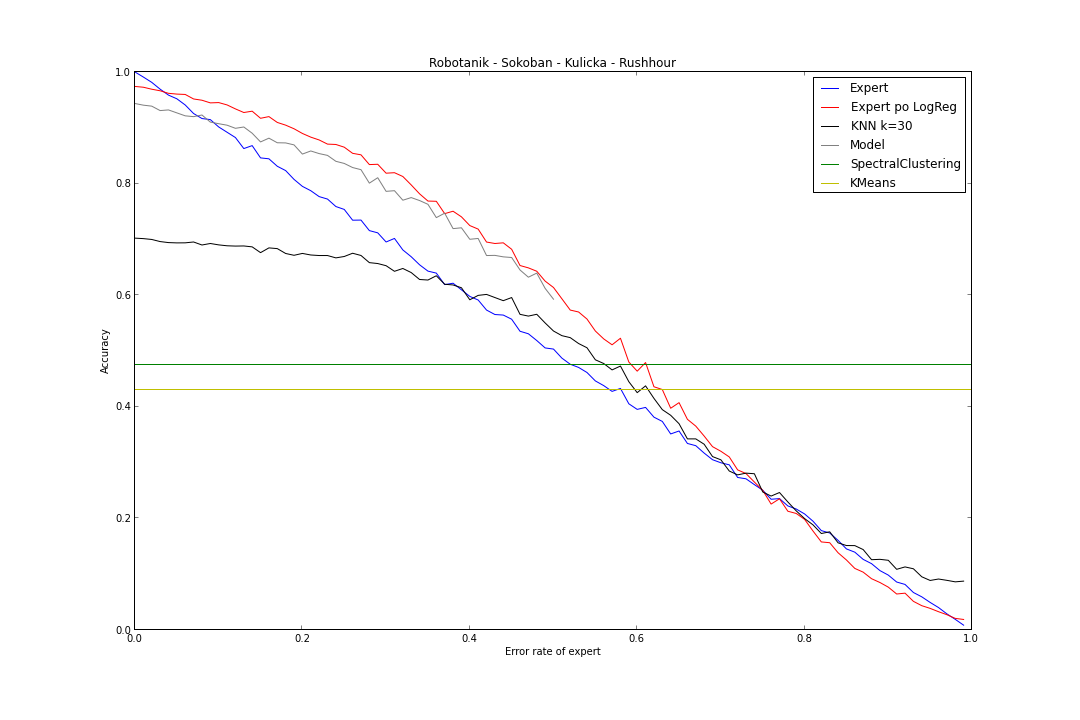 Robotanik - Sokoban - Kulicka - Rushhour
1.0
0.8
0.6
0.4
0.2
0.0
Accuracy
Expert
Expert po LogReg
KNN k=30
Model
SpectralClustering
KMeans
0.0
0.2
0.4
0.6
0.8
1.0
Error rate of expert